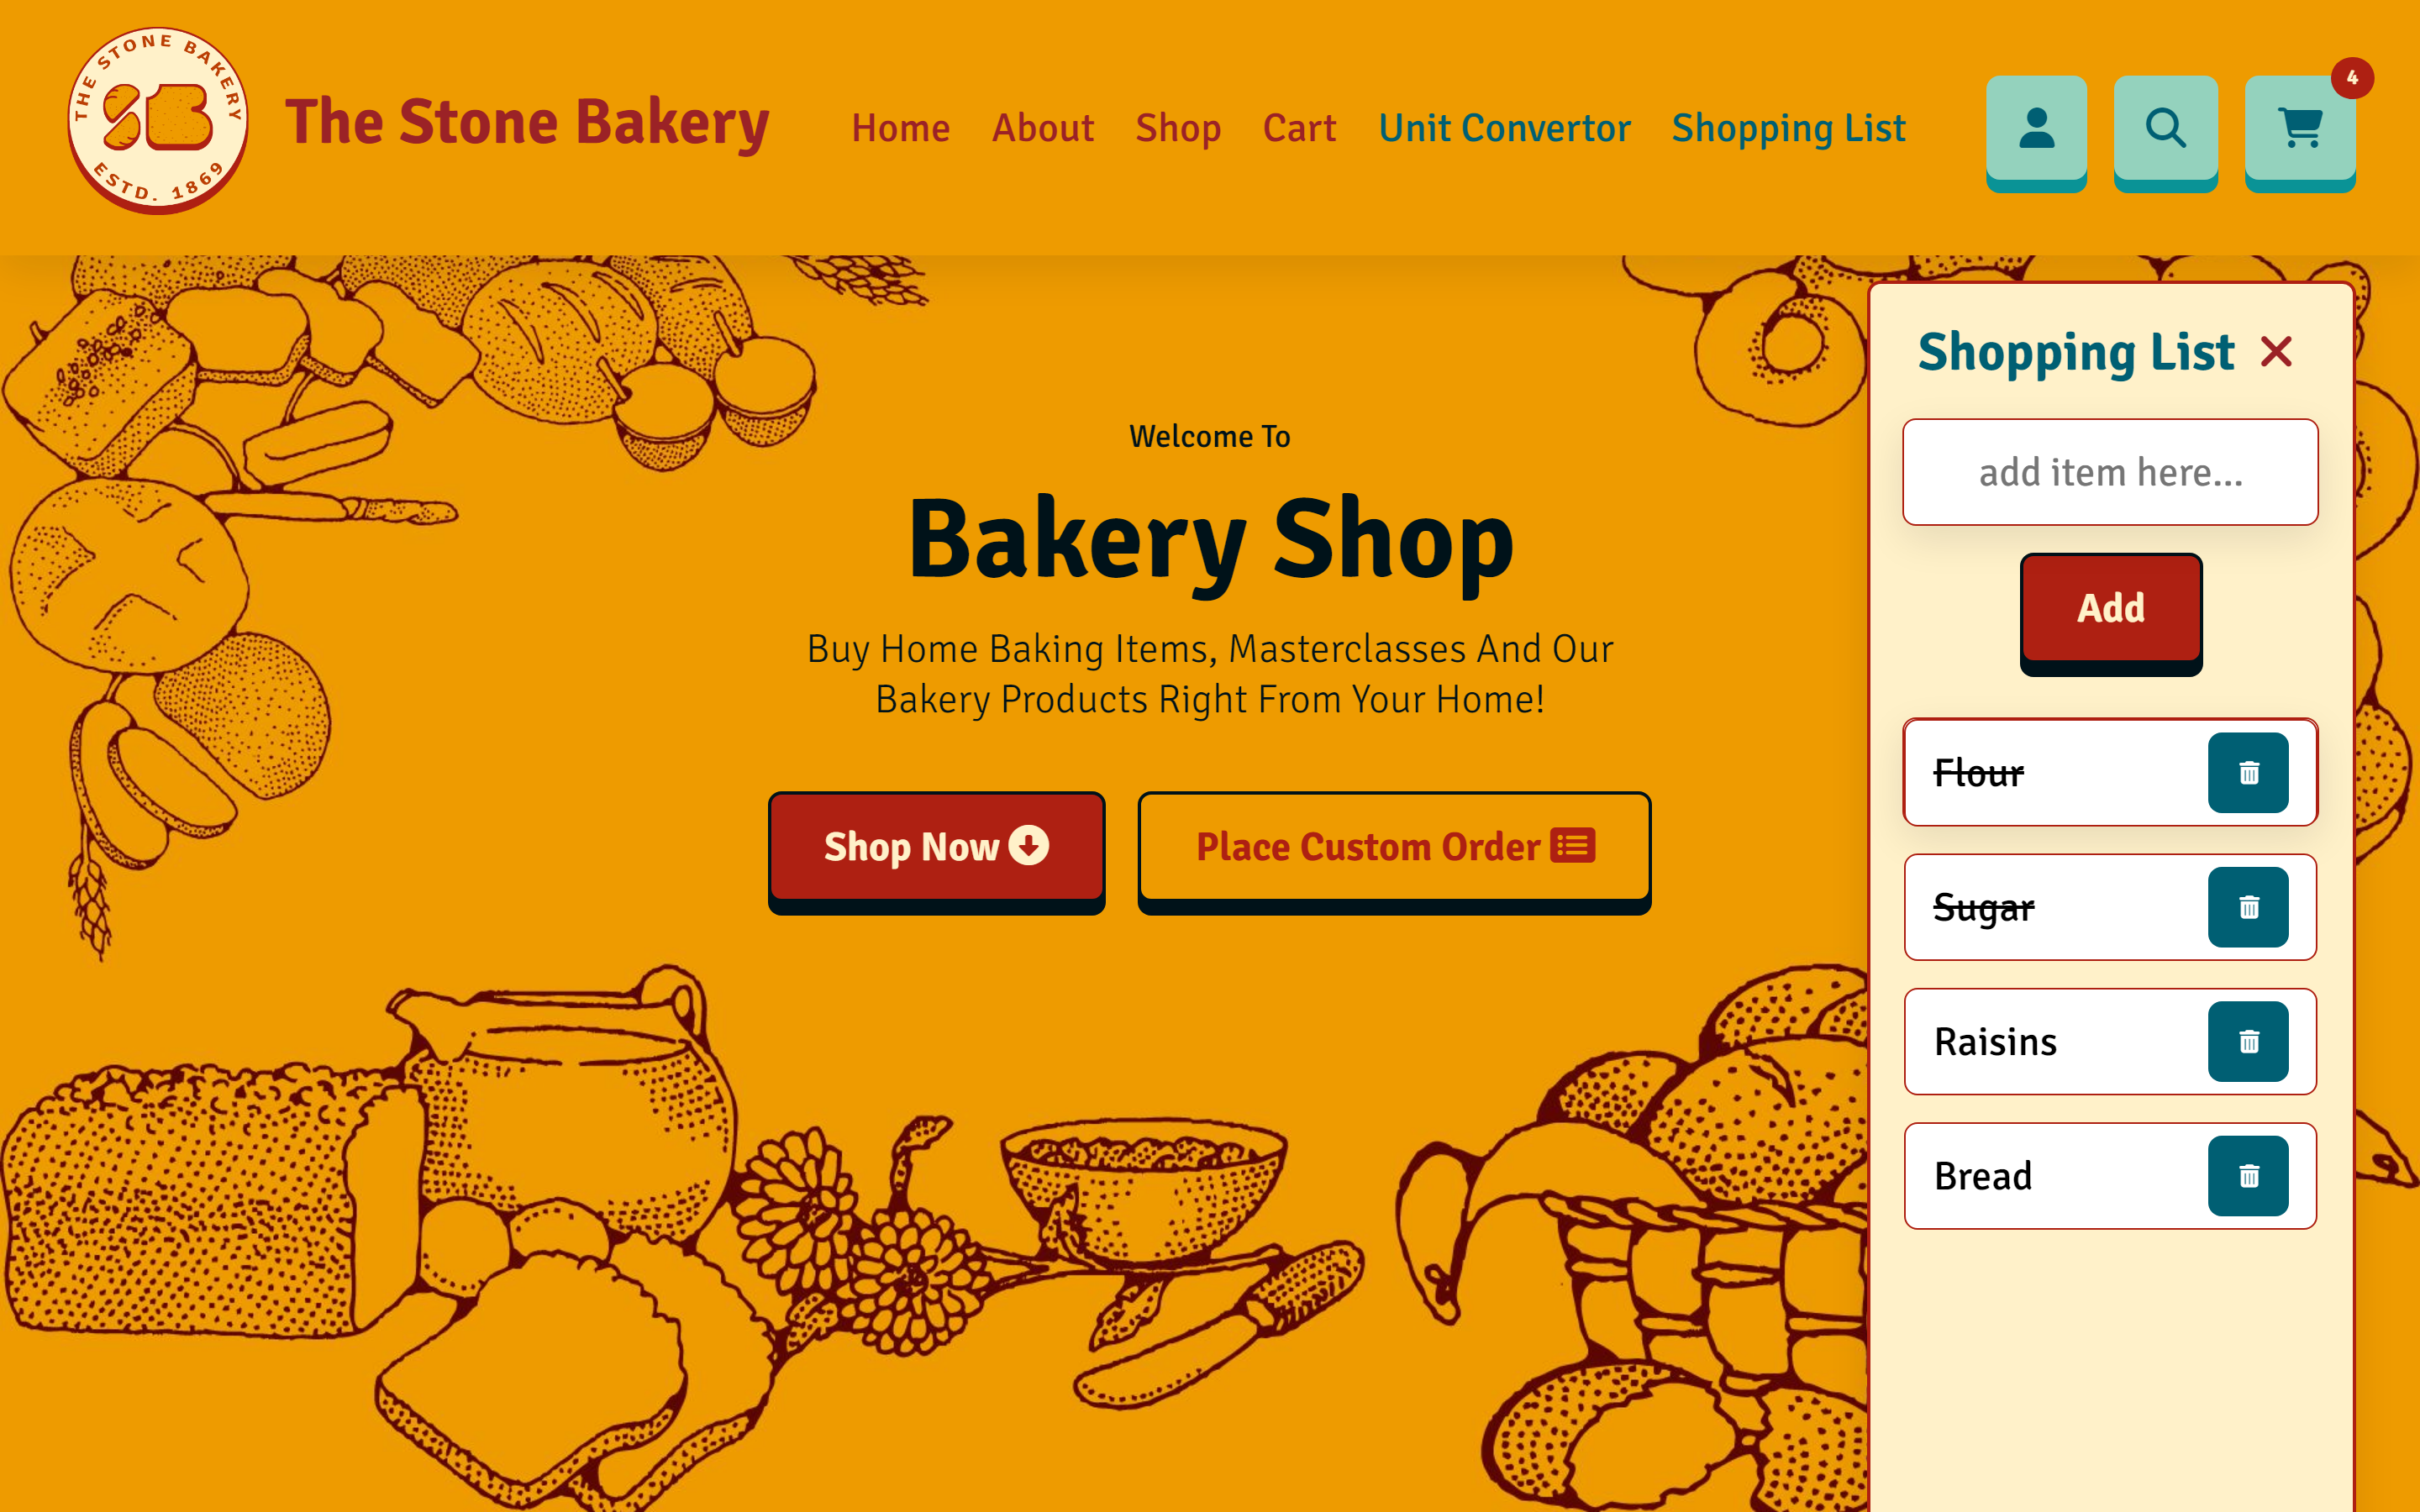 THE STONE BAKERY
SB
ESTD. 1869
The Stone Bakery
Home
About
Shop
Cart
Unit Convertor
Shopping List
4
Welcome To
Bakery Shop
Buy Home Baking Items, Masterclasses And Our
Bakery Products Right From Your Home!
Shop Now
Place Custom Order
Shopping List
add item here...
Add
Flour
Sugar
Raisins
Bread